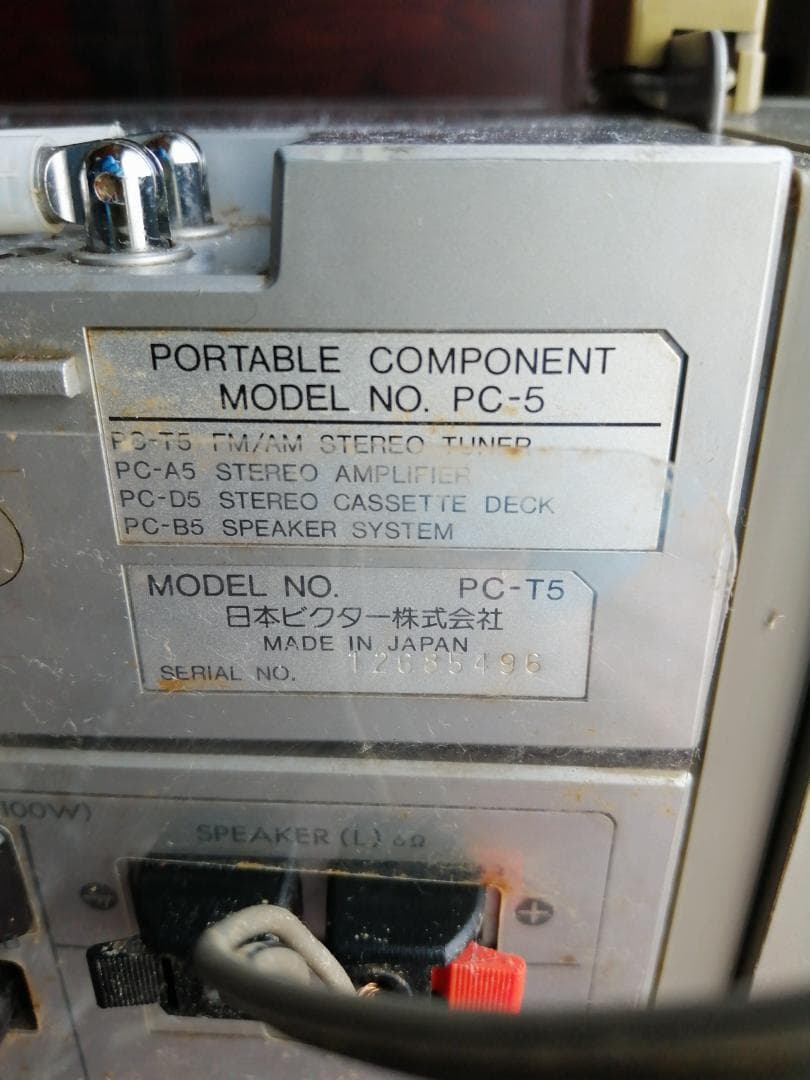 PORTABLE COMPONENT
MODEL NO. PC-5
PC-T5 FM/AM STEREO TUNER
PC-A5 STEREO AMPLIFIER
PC-D5 STEREO CASSETTE DECK
PC-B5 SPEAKER SYSTEM
MODEL NO. PC-T5
日本ビクター株式会社
MADE IN JAPAN
SERIAL NO. 12685496
100W)
SPEAKER (L) 6Ω